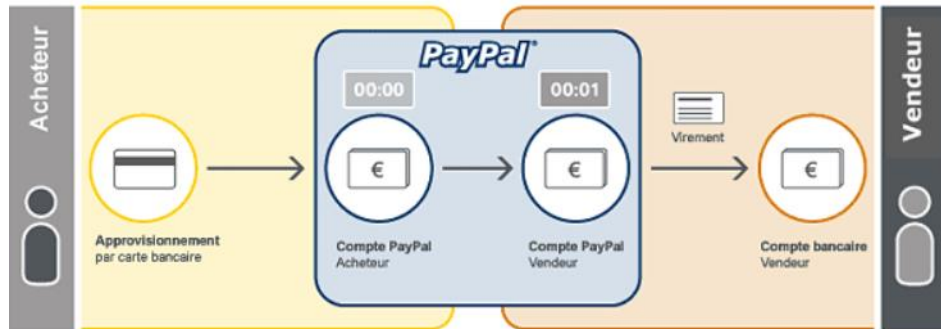 Acheteur
PayPal
00:00
00:01
Virement
Vendeur
Approvisionnement
par carte bancaire
Compte PayPal
Acheteur
Compte PayPal
Vendeur
Compte bancaire
Vendeur
€
€
€